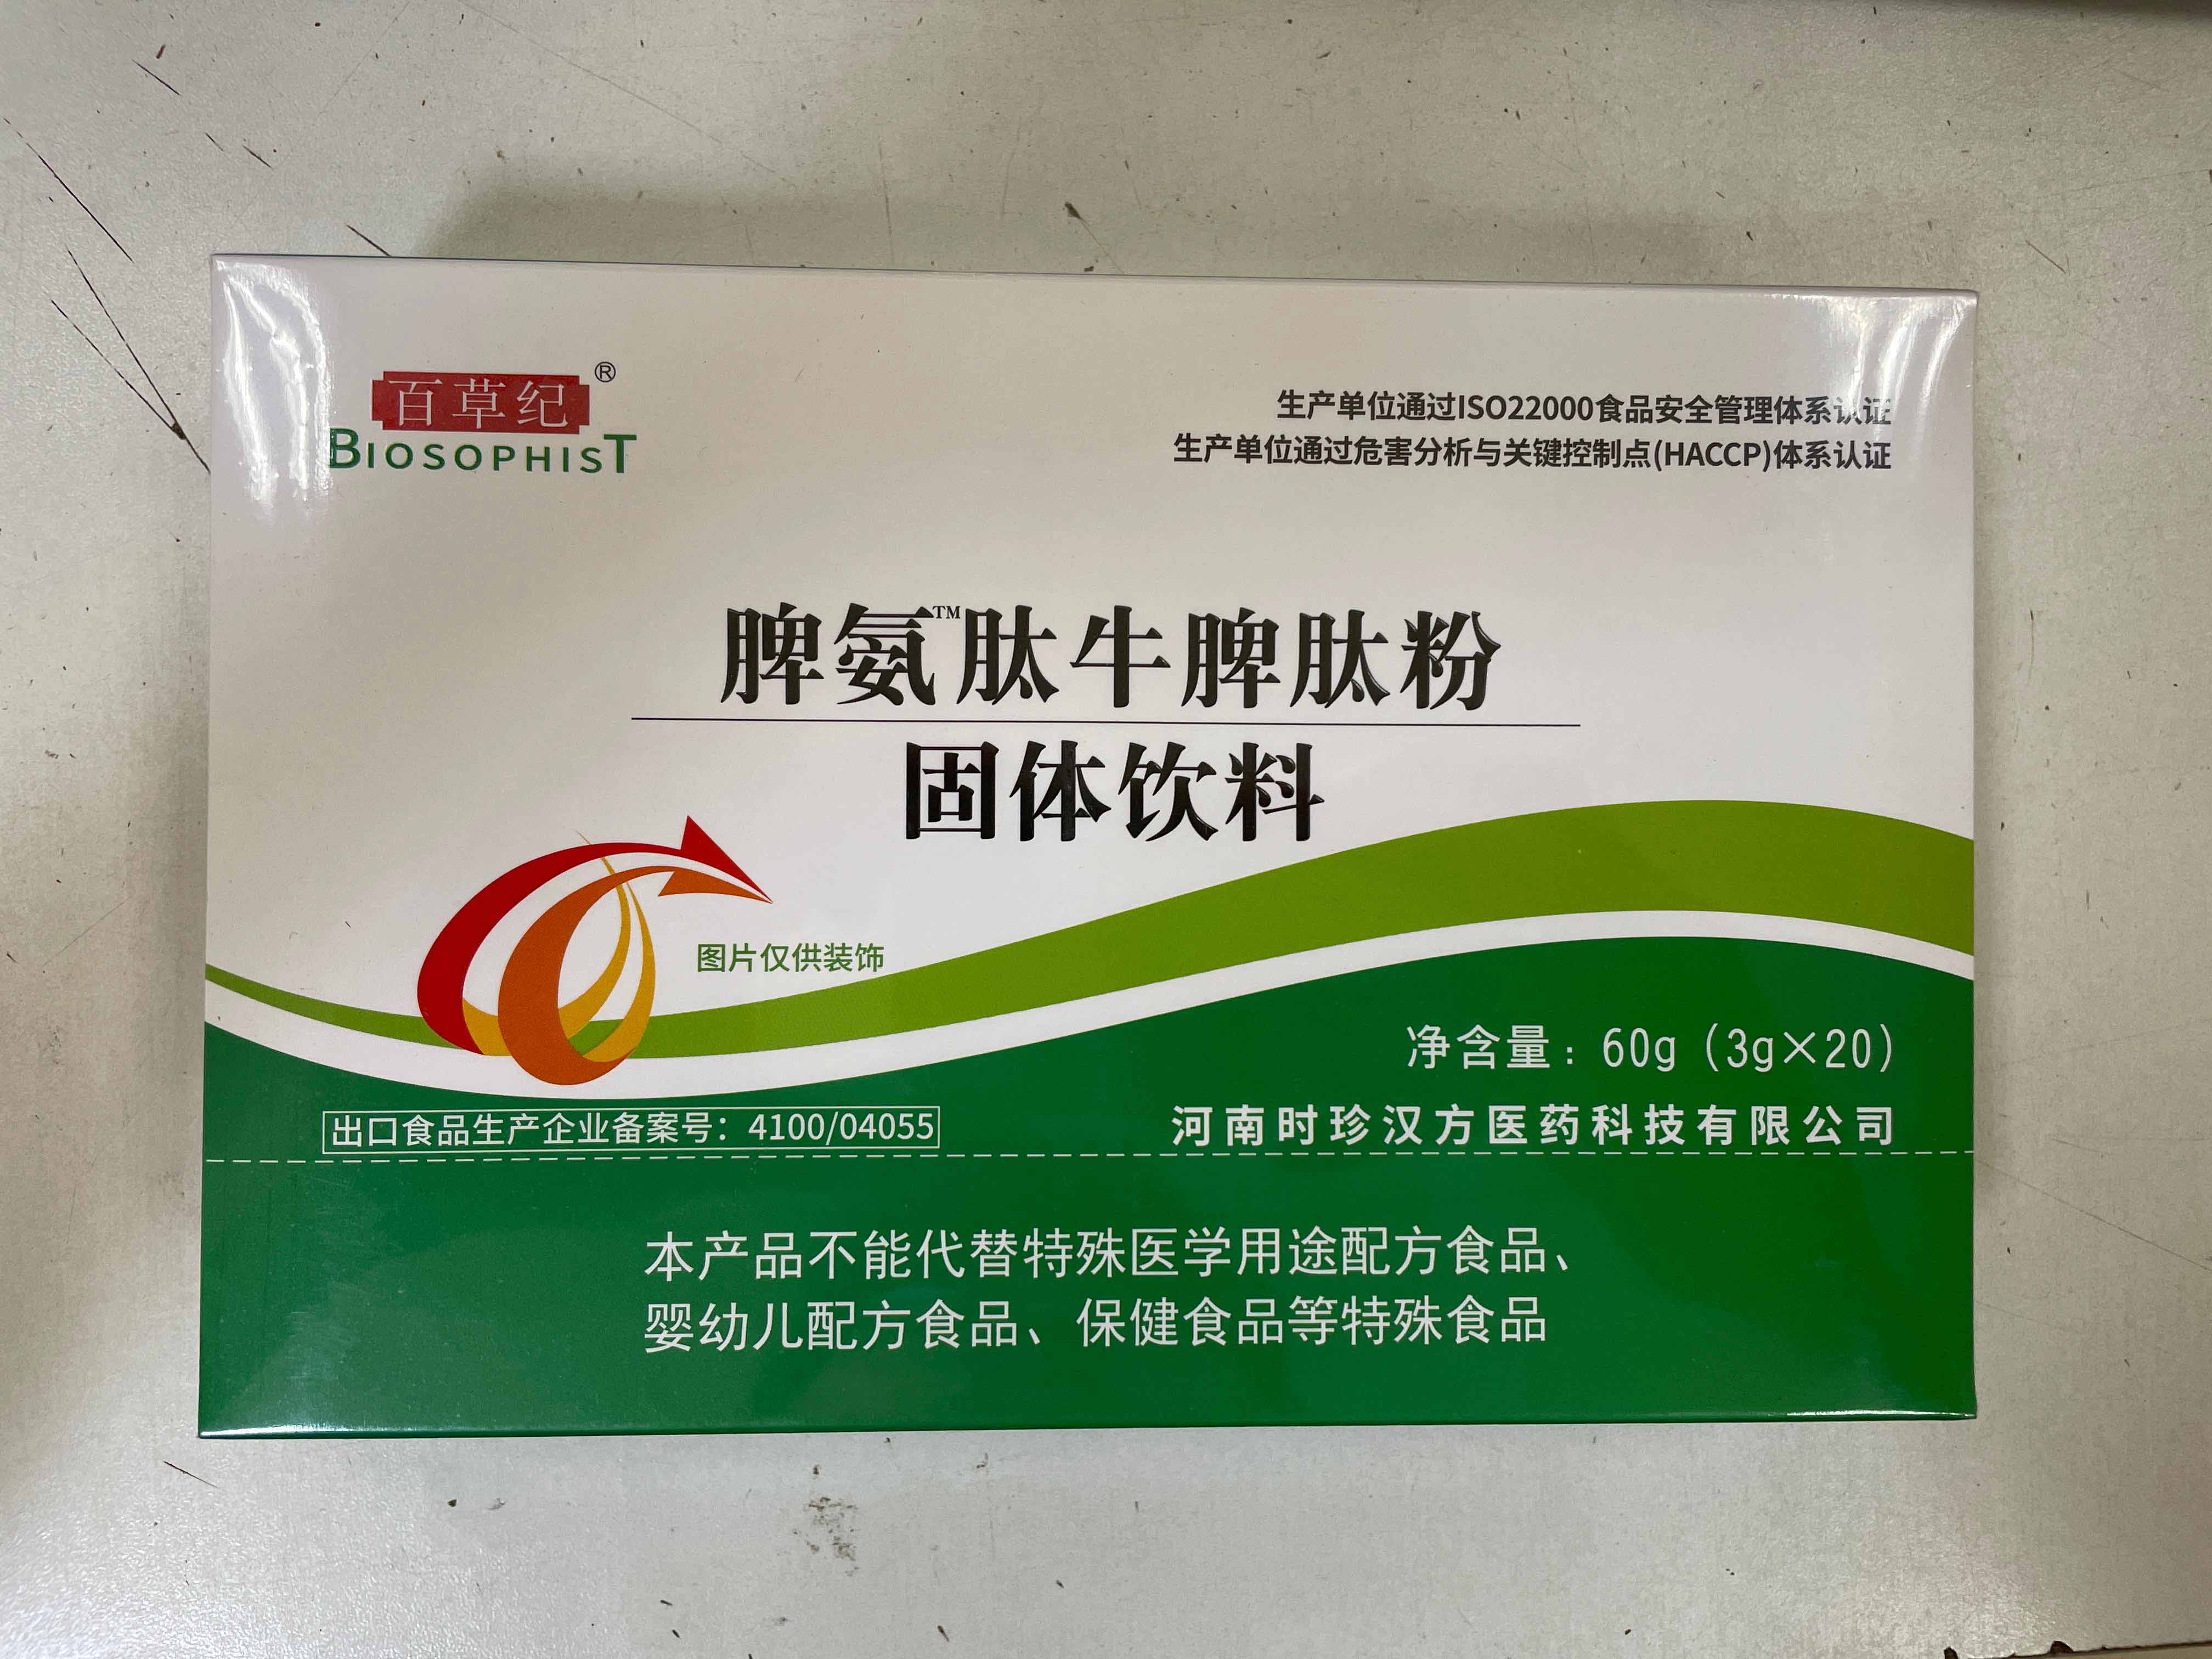 百草纪®
BIOSOPHIST
生产单位通过ISO22000食品安全管理体系认证
生产单位通过危害分析与关键控制点(HACCP)体系认证
脾氨™肽牛脾肽粉
固体饮料
图片仅供装饰
净含量：60g（3g×20）
出口食品生产企业备案号：4100/04055
河南时珍汉方医药科技有限公司
本产品不能代替特殊医学用途配方食品、
婴幼儿配方食品、保健食品等特殊食品